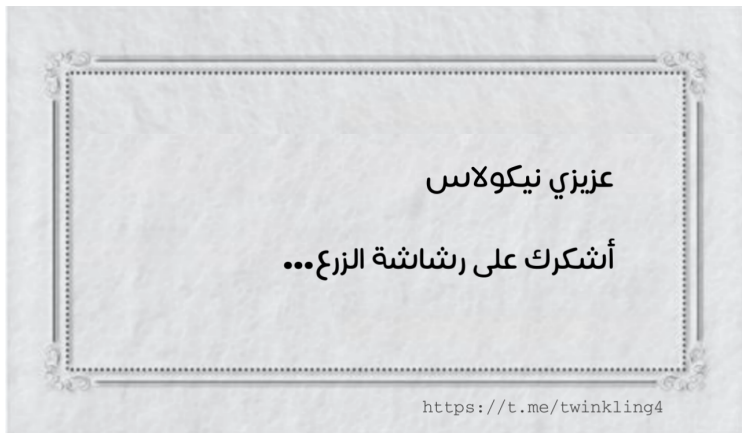 عزيزي نيكولاس
أشكرك على رشاشة الزرع...
https://t.me/twinkling4